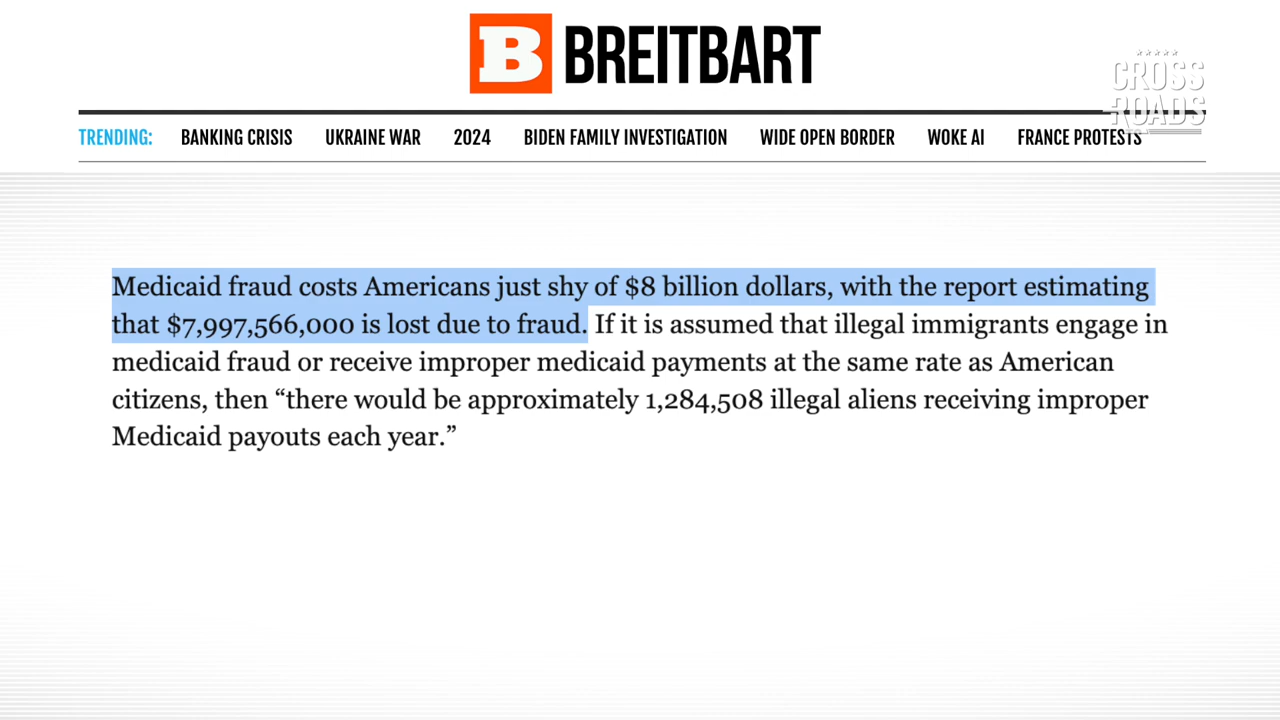 B BREITBART
CROSS
ROADS
TRENDING: BANKING CRISIS UKRAINE WAR 2024 BIDEN FAMILY INVESTIGATION WIDE OPEN BORDER WOKE AI FRANCE PROTESTS
Medicaid fraud costs Americans just shy of $8 billion dollars, with the report estimating
that $7,997,566,000 is lost due to fraud. If it is assumed that illegal immigrants engage in
medicaid fraud or receive improper medicaid payments at the same rate as American
citizens, then “there would be approximately 1,284,508 illegal aliens receiving improper
Medicaid payouts each year.”